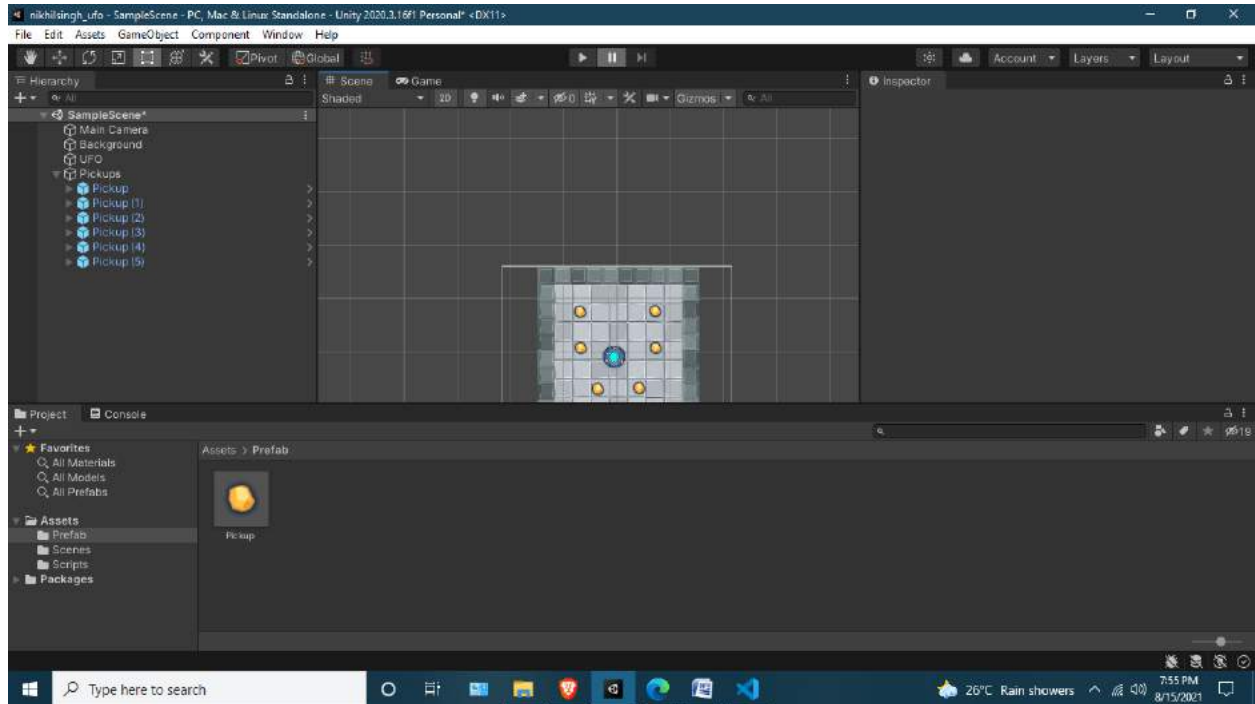 nikhilsingh_ufo - SampleScene - PC, Mac & Linux Standalone - Unity 2020.3.16f1 Personal* <DX11>
File Edit Assets GameObject Component Window Help
Pivot Global Account Layers Layout
Hierarchy Scene Game Inspector
All Shaded 2D 0 Gizmos All
SampleScene*
Main Camera
Background
UFO
Pickups
Pickup
Pickup (1)
Pickup (2)
Pickup (3)
Pickup (4)
Pickup (5)
Project Console
19
Favorites
All Materials
All Models
All Prefabs
Assets > Prefab
Assets
Prefab
Scenes
Scripts
Packages
Pickup
Type here to search
26°C Rain showers
7:55 PM
8/15/2021